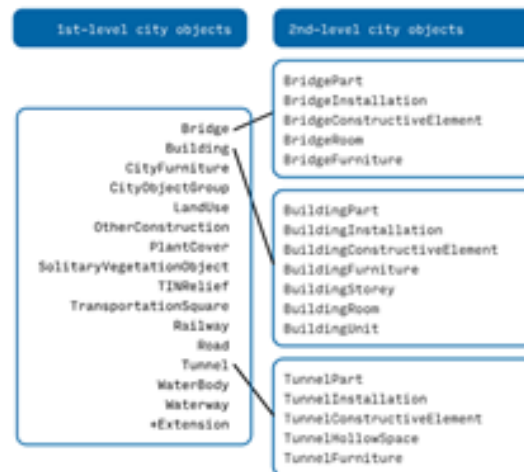 1st-level city objects
2nd-level city objects
Bridge
Building
CityFurniture
CityObjectGroup
LandUse
OtherConstruction
PlantCover
SolitaryVegetationObject
TINRelief
TransportationSquare
Railway
Road
Tunnel
WaterBody
Waterway
+Extension
BridgePart
BridgeInstallation
BridgeConstructiveElement
BridgeRoom
BridgeFurniture
BuildingPart
BuildingInstallation
BuildingConstructiveElement
BuildingFurniture
BuildingStorey
BuildingRoom
BuildingUnit
TunnelPart
TunnelInstallation
TunnelConstructiveElement
TunnelHollowSpace
TunnelFurniture